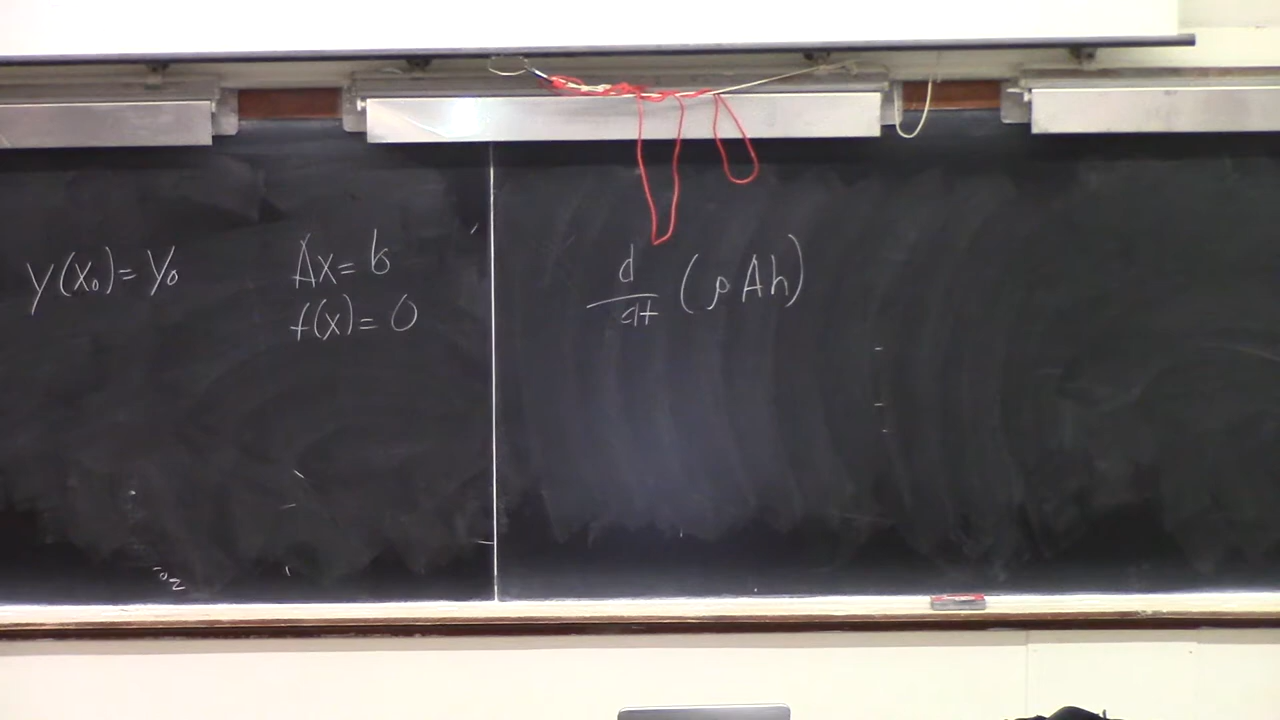 y(x₀)= y₀
Ax= b
f(x)= 0
d/dt (ρAh)